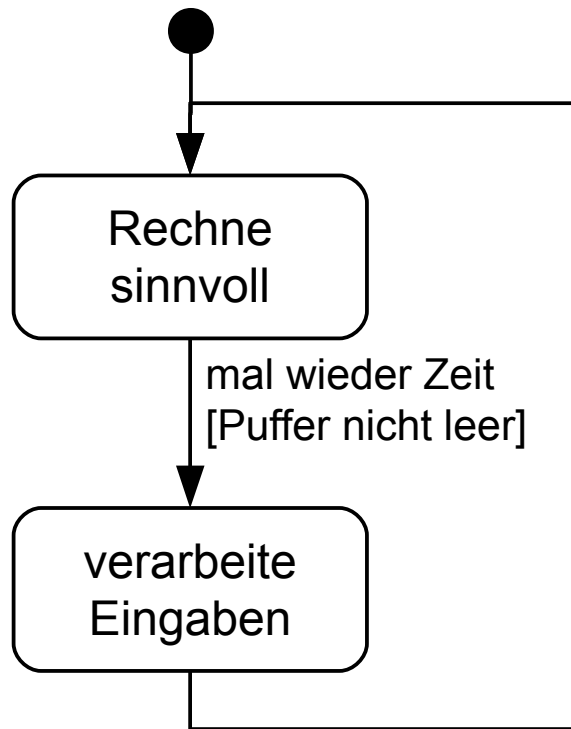 Rechne
sinnvoll
mal wieder Zeit
[Puffer nicht leer]
verarbeite
Eingaben